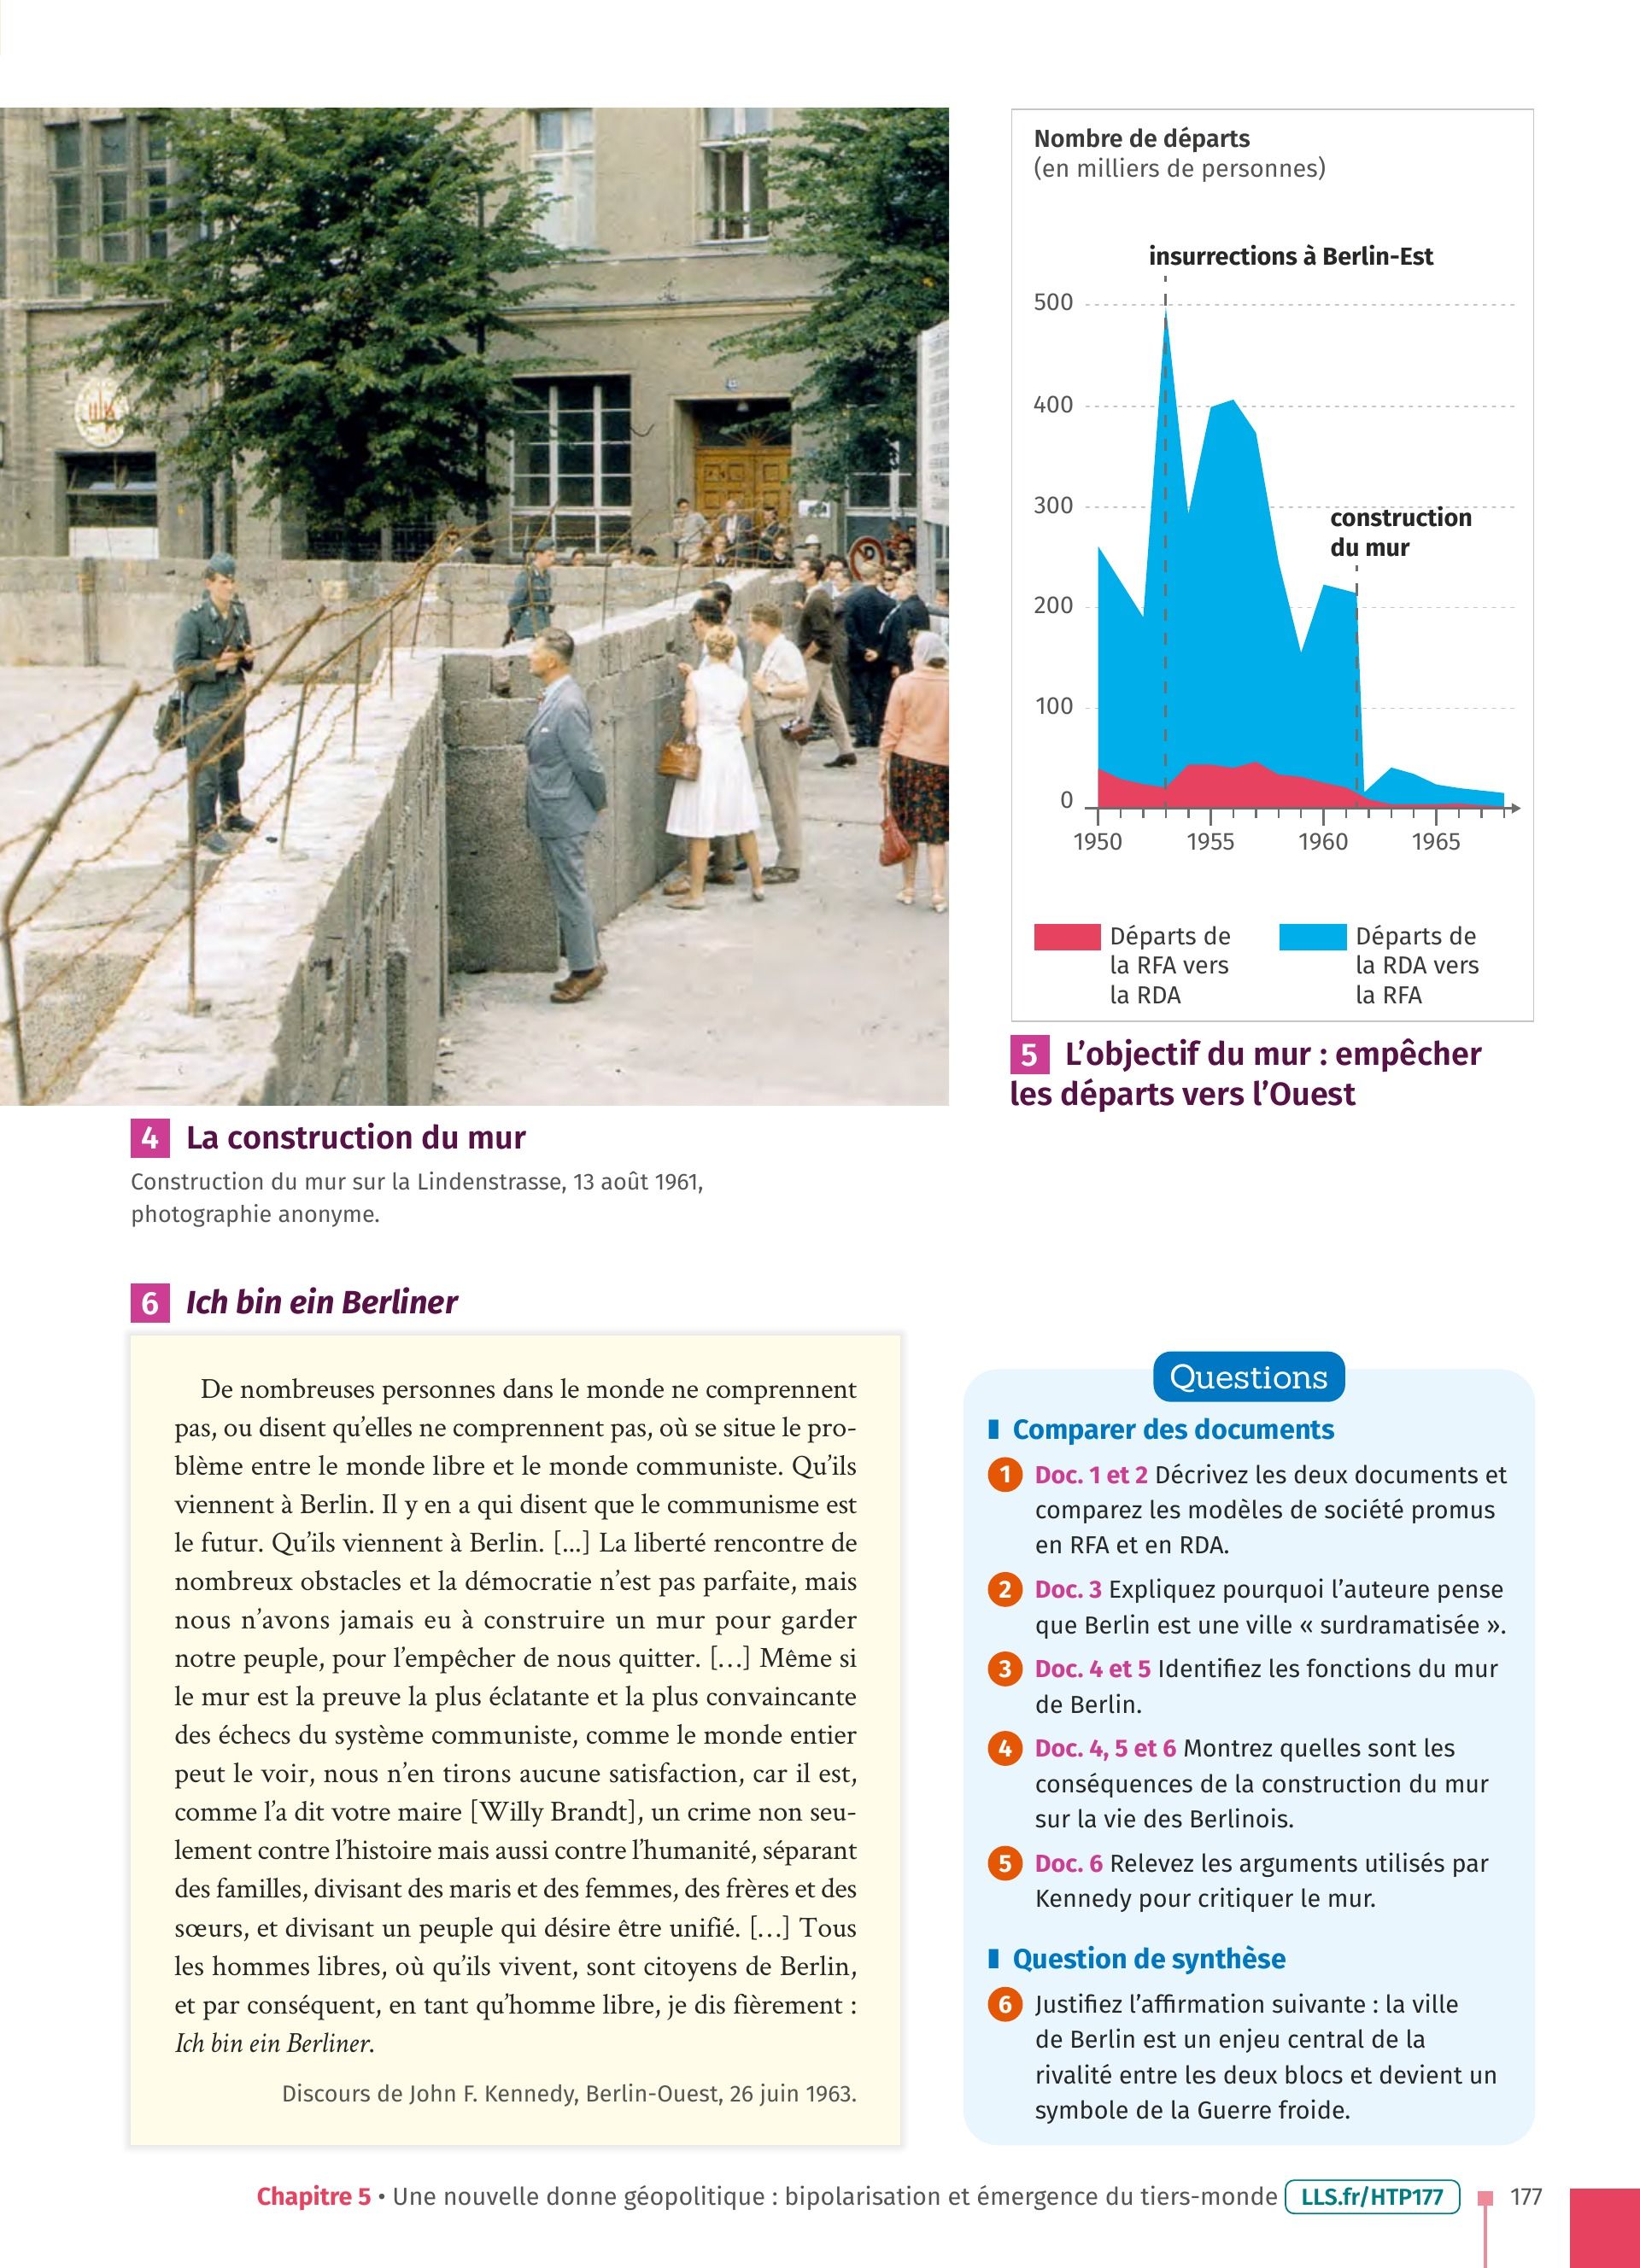 Nombre de départs
(en milliers de personnes)
insurrections à Berlin-Est
500
400
300
construction
du mur
200
100
0
1950 1955 1960 1965
Départs de
la RFA vers
la RDA
Départs de
la RDA vers
la RFA
5 L’objectif du mur : empêcher
les départs vers l’Ouest
4 La construction du mur
Construction du mur sur la Lindenstrasse, 13 août 1961,
photographie anonyme.
6 Ich bin ein Berliner
De nombreuses personnes dans le monde ne comprennent
pas, ou disent qu’elles ne comprennent pas, où se situe le pro-
blème entre le monde libre et le monde communiste. Qu’ils
viennent à Berlin. Il y en a qui disent que le communisme est
le futur. Qu’ils viennent à Berlin. [...] La liberté rencontre de
nombreux obstacles et la démocratie n’est pas parfaite, mais
nous n’avons jamais eu à construire un mur pour garder
notre peuple, pour l’empêcher de nous quitter. […] Même si
le mur est la preuve la plus éclatante et la plus convaincante
des échecs du système communiste, comme le monde entier
peut le voir, nous n’en tirons aucune satisfaction, car il est,
comme l’a dit votre maire [Willy Brandt], un crime non seu-
lement contre l’histoire mais aussi contre l’humanité, séparant
des familles, divisant des maris et des femmes, des frères et des
sœurs, et divisant un peuple qui désire être unifié. […] Tous
les hommes libres, où qu’ils vivent, sont citoyens de Berlin,
et par conséquent, en tant qu’homme libre, je dis fièrement :
Ich bin ein Berliner.
Discours de John F. Kennedy, Berlin-Ouest, 26 juin 1963.
Questions
Comparer des documents
1 Doc. 1 et 2 Décrivez les deux documents et
comparez les modèles de société promus
en RFA et en RDA.
2 Doc. 3 Expliquez pourquoi l’auteure pense
que Berlin est une ville « surdramatisée ».
3 Doc. 4 et 5 Identifiez les fonctions du mur
de Berlin.
4 Doc. 4, 5 et 6 Montrez quelles sont les
conséquences de la construction du mur
sur la vie des Berlinois.
5 Doc. 6 Relevez les arguments utilisés par
Kennedy pour critiquer le mur.
Question de synthèse
6 Justifiez l’affirmation suivante : la ville
de Berlin est un enjeu central de la
rivalité entre les deux blocs et devient un
symbole de la Guerre froide.
Chapitre 5 • Une nouvelle donne géopolitique : bipolarisation et émergence du tiers-monde LLS.fr/HTP177 177